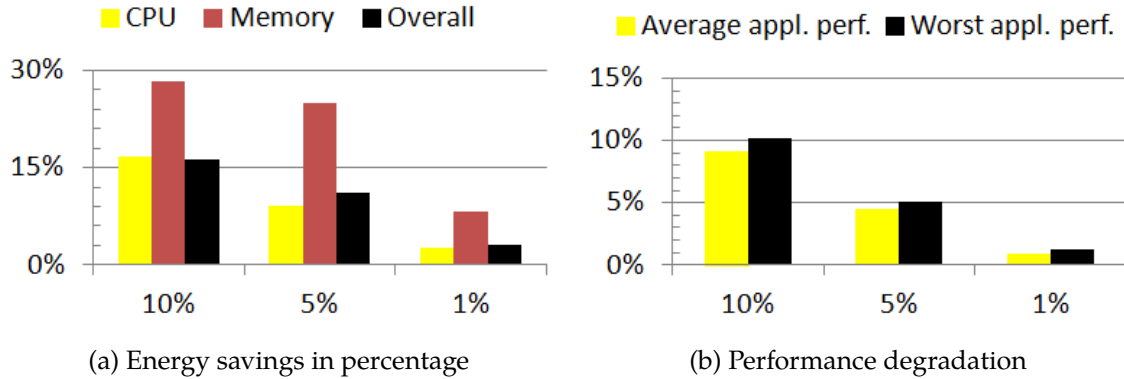 CPU Memory Overall
30%
15%
0%
10% 5% 1%
(a) Energy savings in percentage
Average appl. perf. Worst appl. perf.
15%
10%
5%
0%
10% 5% 1%
(b) Performance degradation